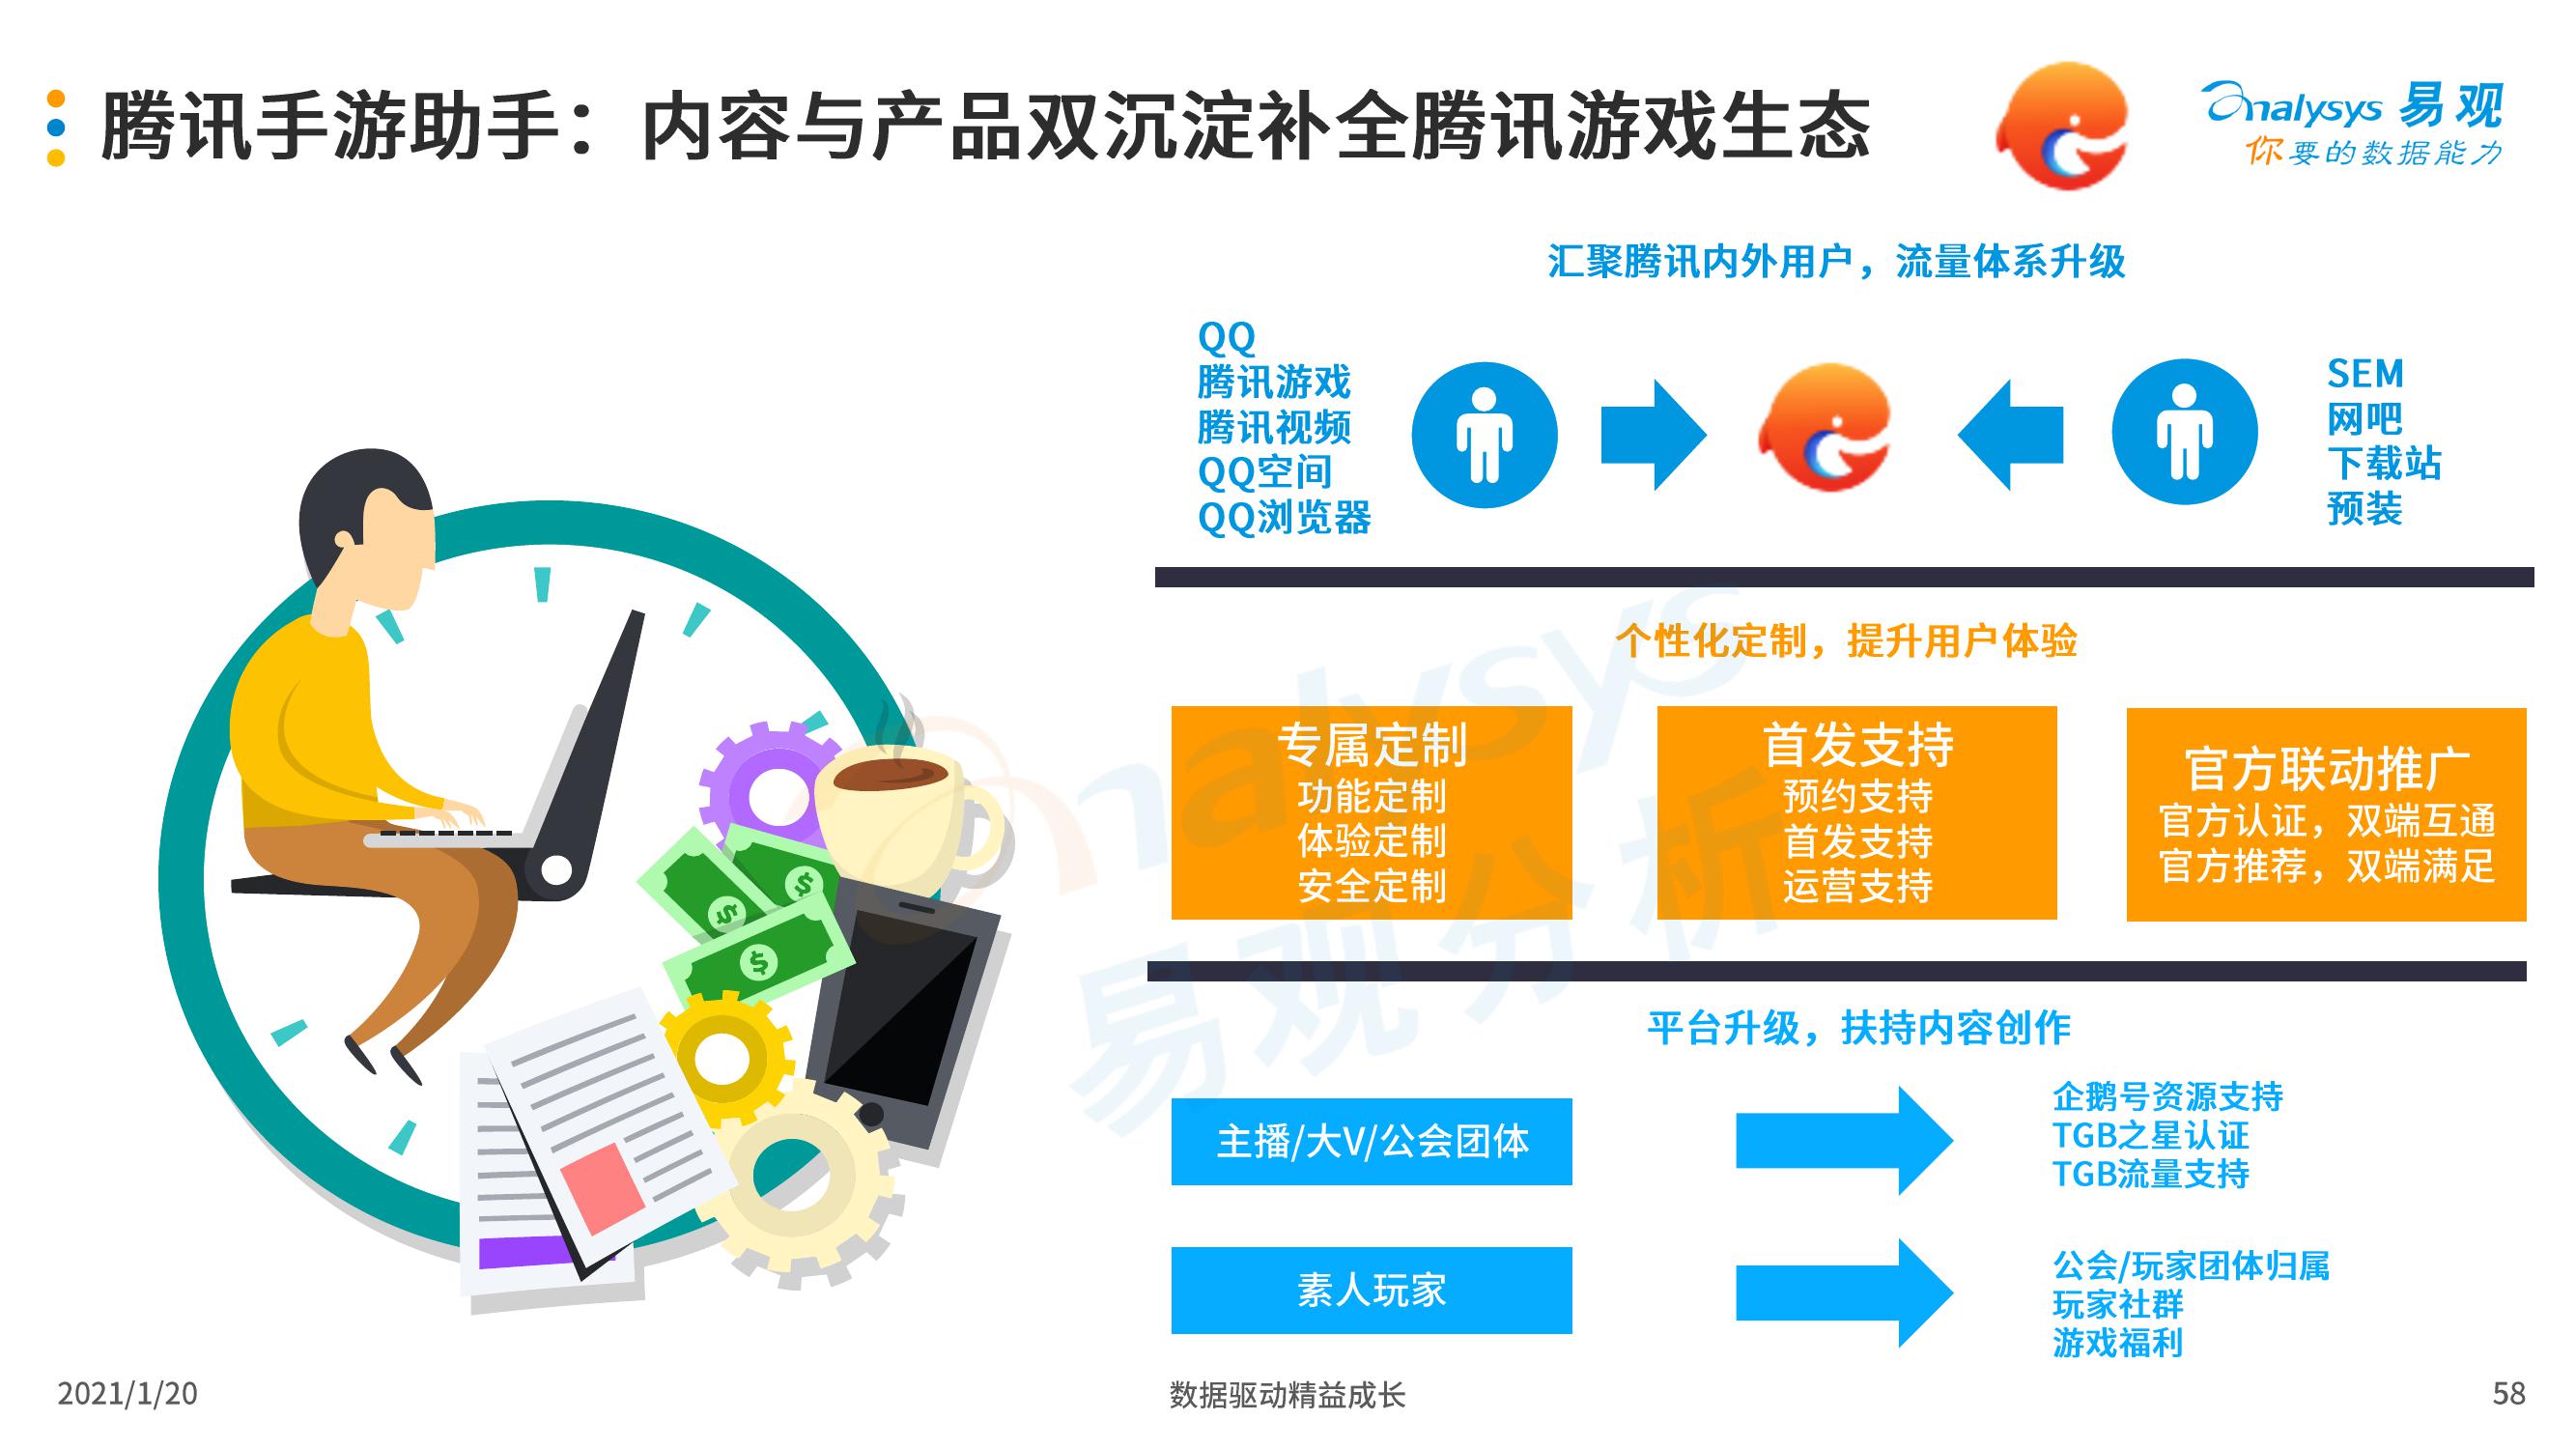 腾讯手游助手：内容与产品双沉淀补全腾讯游戏生态
analysys 易观
你要的数据能力
汇聚腾讯内外用户，流量体系升级
QQ
腾讯游戏
腾讯视频
QQ空间
QQ浏览器
SEM
网吧
下载站
预装
个性化定制，提升用户体验
专属定制
功能定制
体验定制
安全定制
首发支持
预约支持
首发支持
运营支持
官方联动推广
官方认证，双端互通
官方推荐，双端满足
平台升级，扶持内容创作
主播/大V/公会团体
企鹅号资源支持
TGB之星认证
TGB流量支持
素人玩家
公会/玩家团体归属
玩家社群
游戏福利
analysys
易观分析
2021/1/20
数据驱动精益成长
58